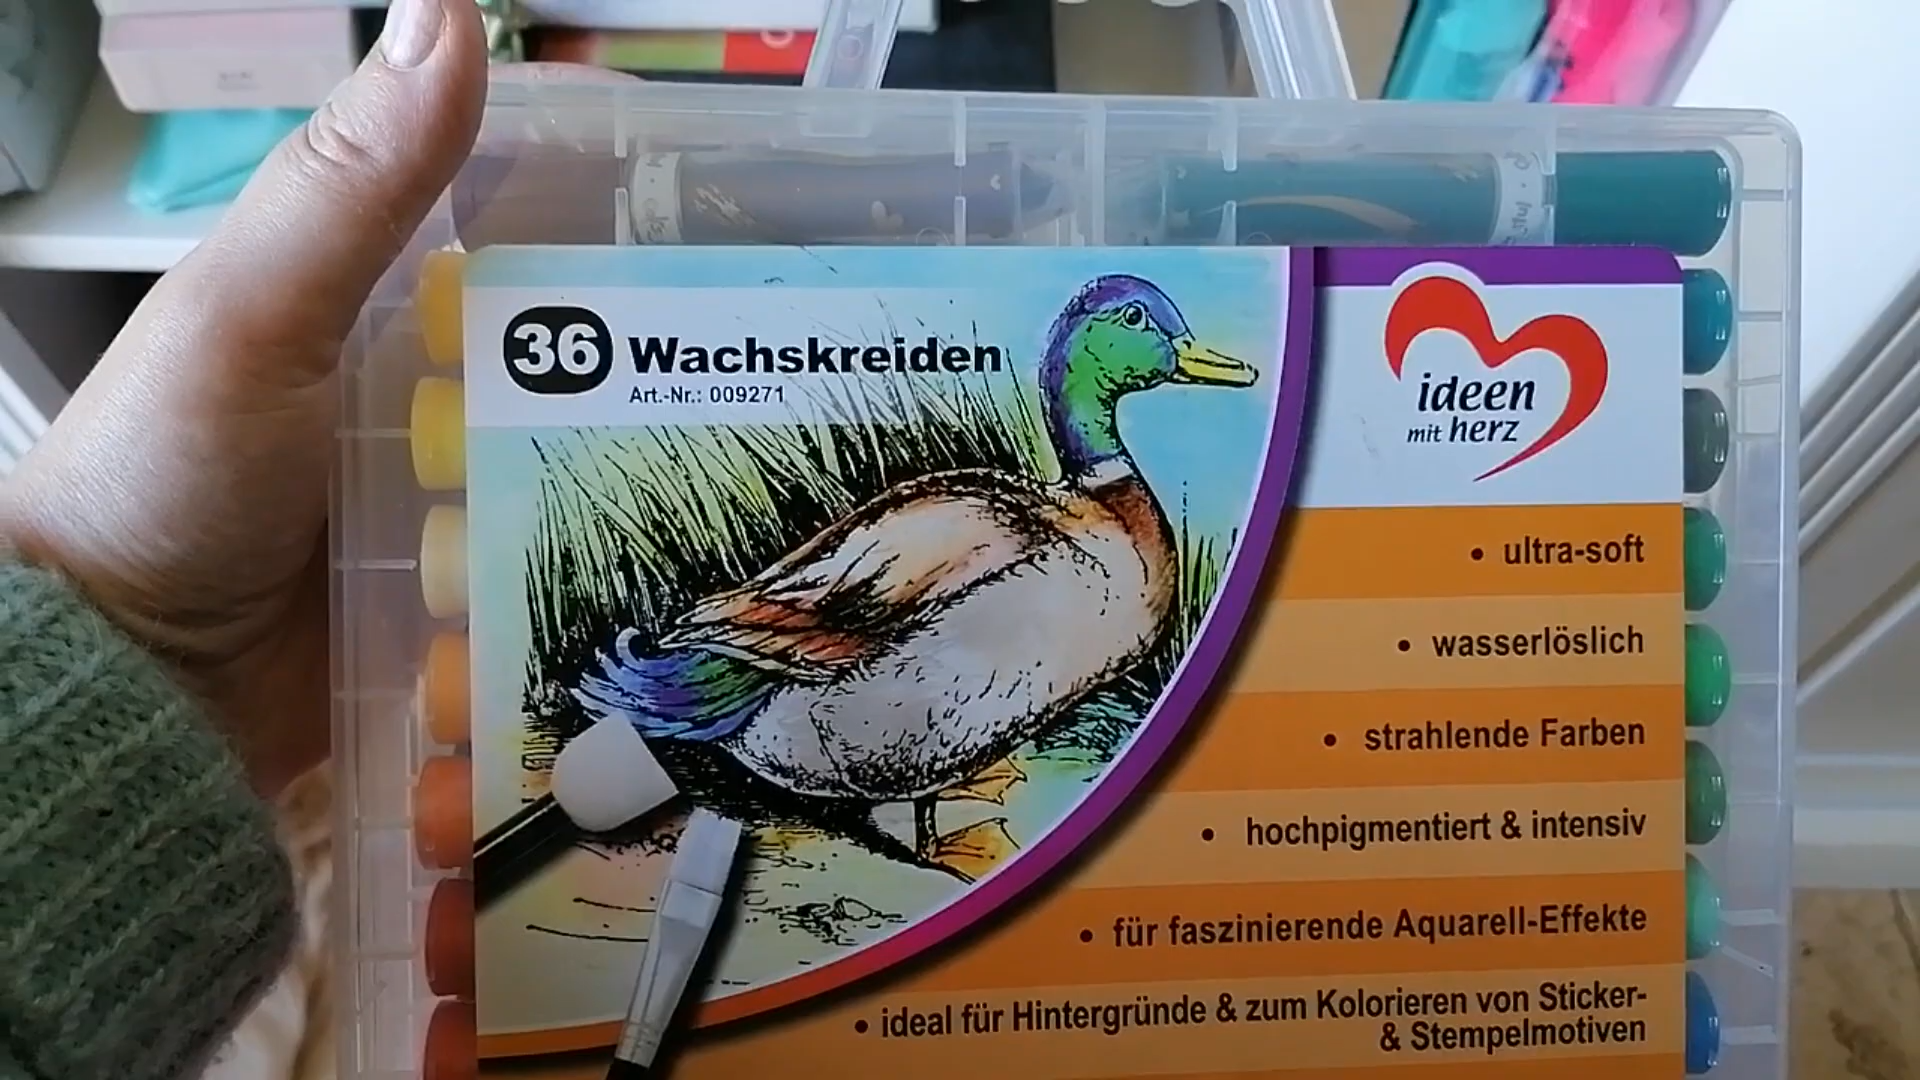 36 Wachskreiden
Art.-Nr.: 009271
ideen
mit herz
• ultra-soft
• wasserlöslich
• strahlende Farben
• hochpigmentiert & intensiv
• für faszinierende Aquarell-Effekte
• ideal für Hintergründe & zum Kolorieren von Sticker-
& Stempelmotiven